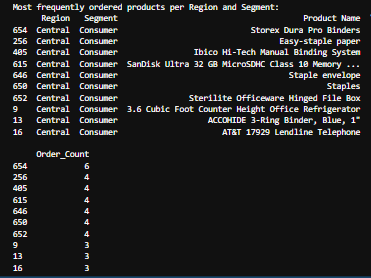 Most frequently ordered products per Region and Segment:
Region Segment Product Name
654 Central Consumer Storex Dura Pro Binders
256 Central Consumer Easy-staple paper
405 Central Consumer Ibico Hi-Tech Manual Binding System
615 Central Consumer SanDisk Ultra 32 GB MicroSDHC Class 10 Memory ...
646 Central Consumer Staple envelope
650 Central Consumer Staples
652 Central Consumer Sterilite Officeware Hinged File Box
9 Central Consumer 3.6 Cubic Foot Counter Height Office Refrigerator
13 Central Consumer ACCOHIDE 3-Ring Binder, Blue, 1"
16 Central Consumer AT&T 17929 Lendline Telephone
Order_Count
654 6
256 4
405 4
615 4
646 4
650 4
652 4
9 3
13 3
16 3